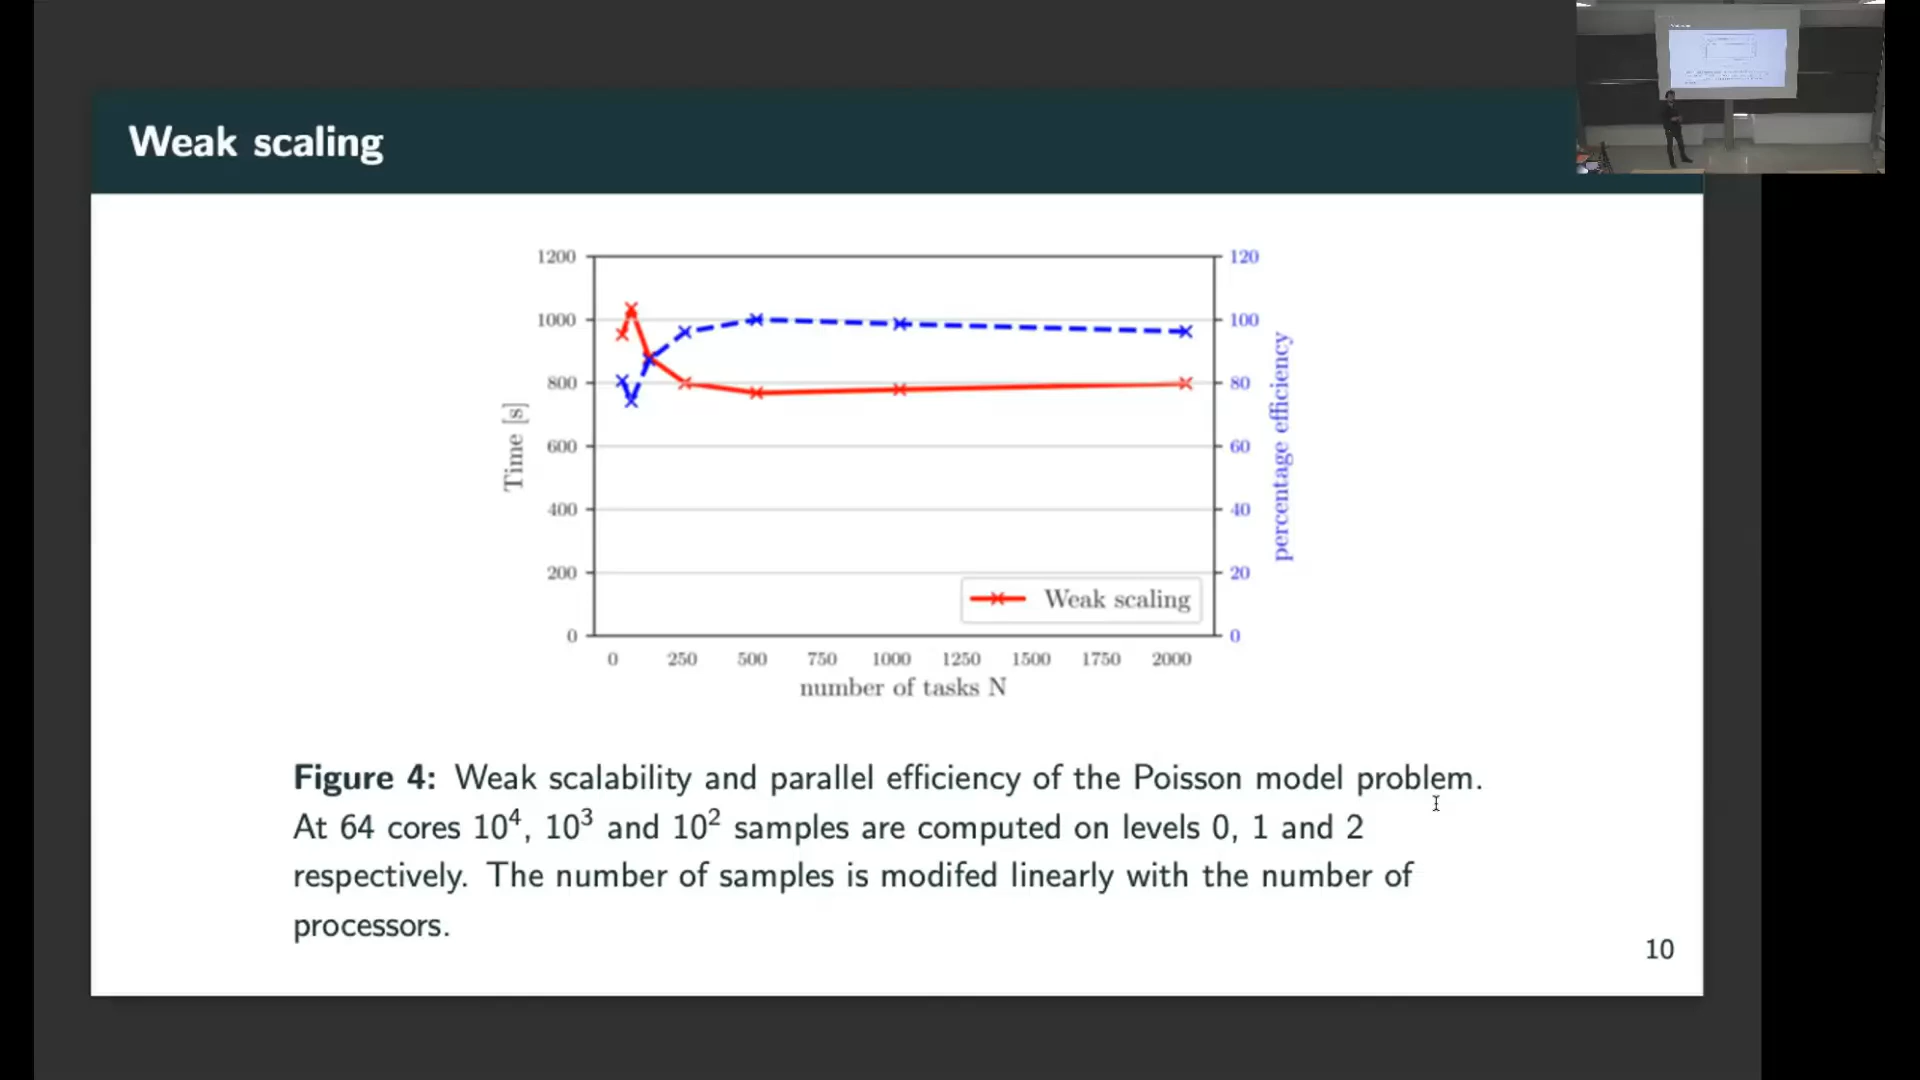 Weak scaling
1200
1000
800
600
400
200
0
Time [s]
120
100
80
60
40
20
0
percentage efficiency
Weak scaling
0 250 500 750 1000 1250 1500 1750 2000
number of tasks N
Figure 4: Weak scalability and parallel efficiency of the Poisson model problem.
At 64 cores 10⁴, 10³ and 10² samples are computed on levels 0, 1 and 2
respectively. The number of samples is modifed linearly with the number of
processors.
10